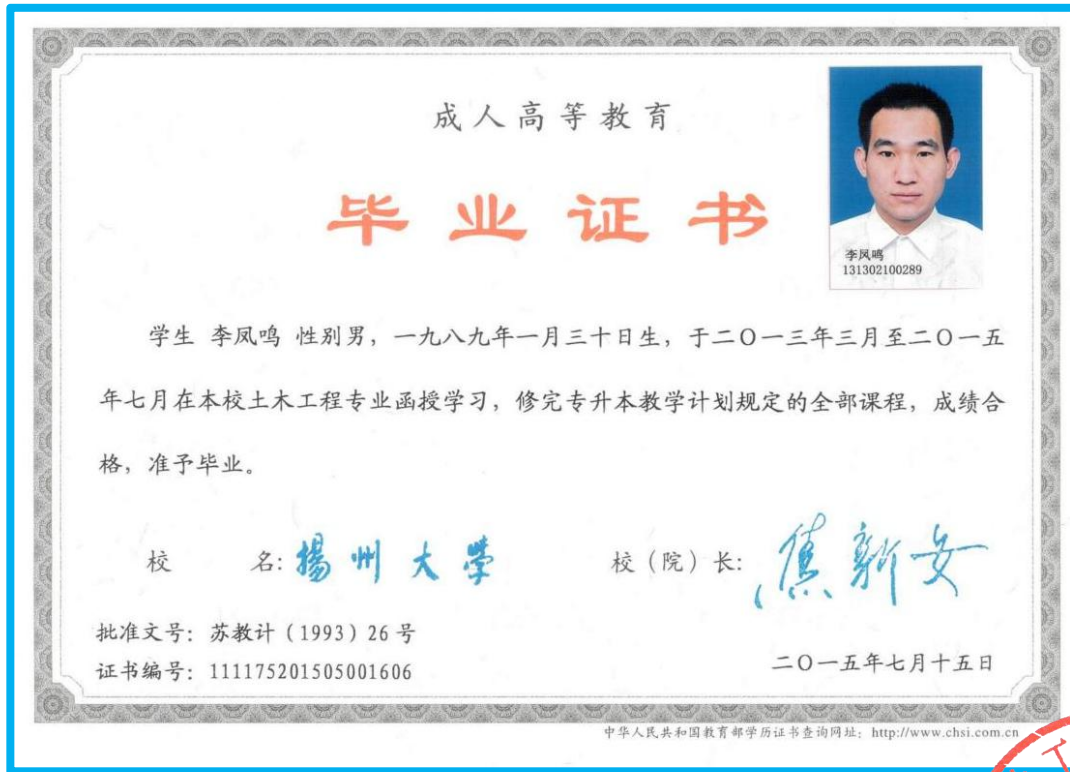 成人高等教育
毕业证书
李凤鸣
131302100289
学生 李凤鸣 性别男，一九八九年一月三十日生，于二〇一三年三月至二〇一五
年七月在本校土木工程专业函授学习，修完专升本教学计划规定的全部课程，成绩合
格，准予毕业。
校 名：揚州大學 校（院）长：焦新安
批准文号：苏教计（1993）26号
证书编号：111175201505001606
二〇一五年七月十五日
中华人民共和国教育部学历证书查询网址：http://www.chsi.com.cn